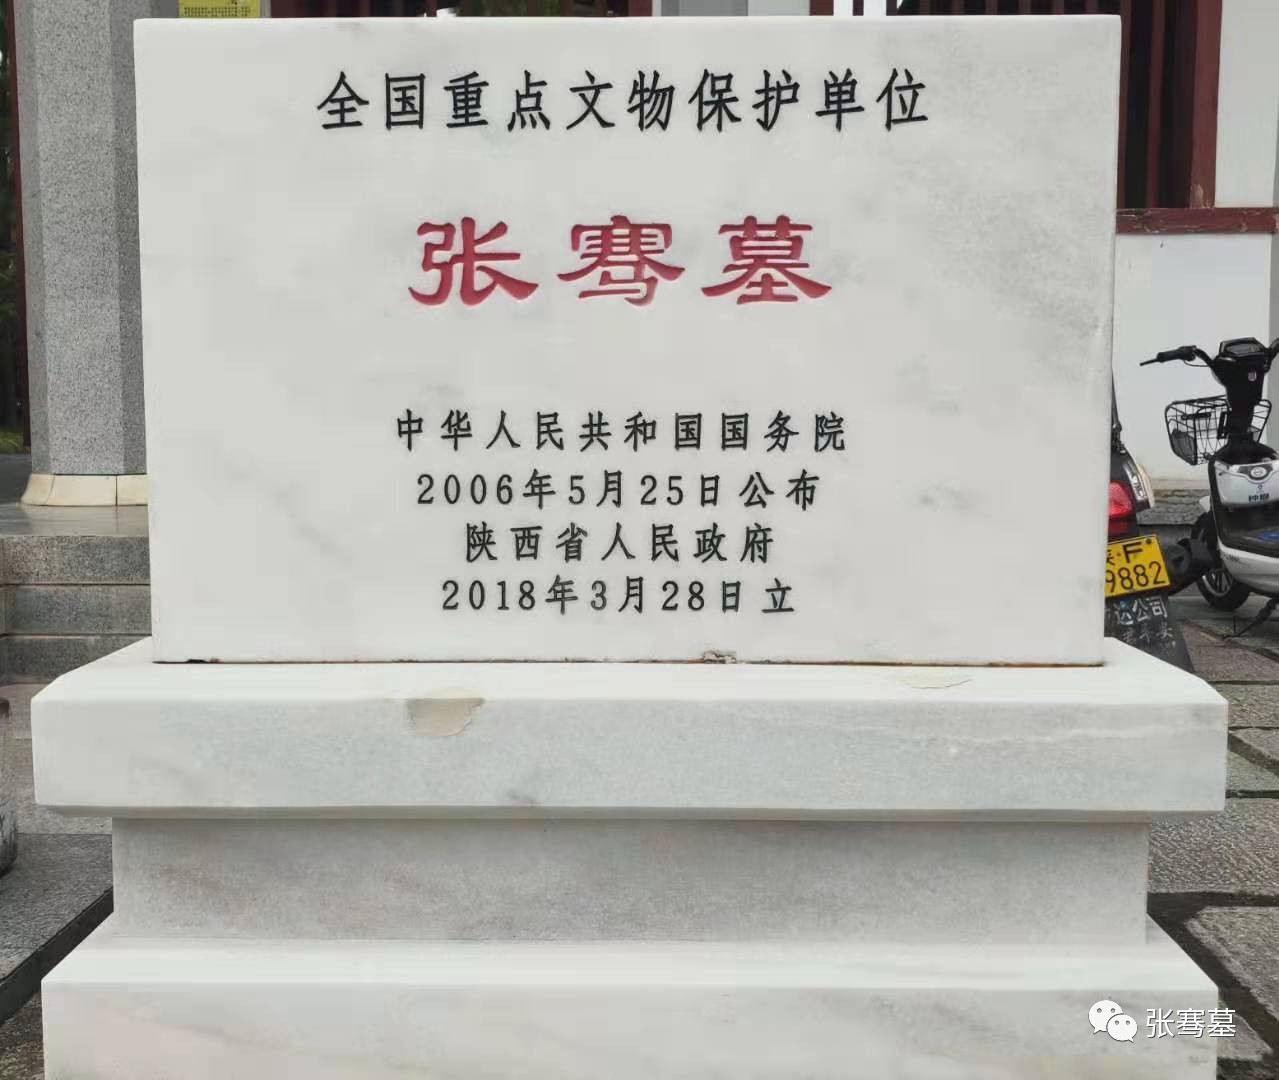 全国重点文物保护单位
张骞墓
中华人民共和国国务院
2006年5月25日公布
陕西省人民政府
2018年3月28日立
F
9882
达公司
张骞墓